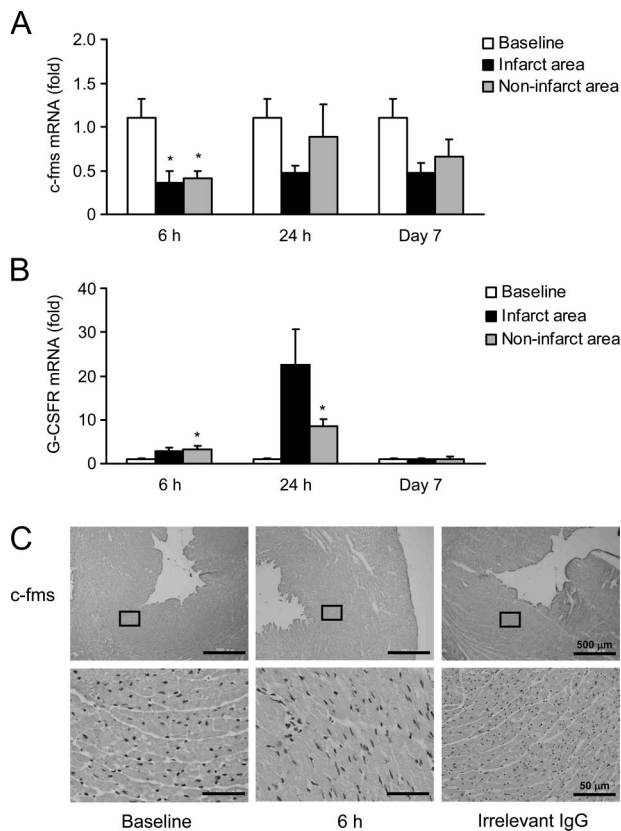 A
c-fms mRNA (fold)
2.0
1.5
1.0
0.5
0
* *
6 h 24 h Day 7
Baseline
Infarct area
Non-infarct area
B
G-CSFR mRNA (fold)
40
30
20
10
0
* *
6 h 24 h Day 7
Baseline
Infarct area
Non-infarct area
C
c-fms
500 μm
50 μm
Baseline 6 h Irrelevant IgG